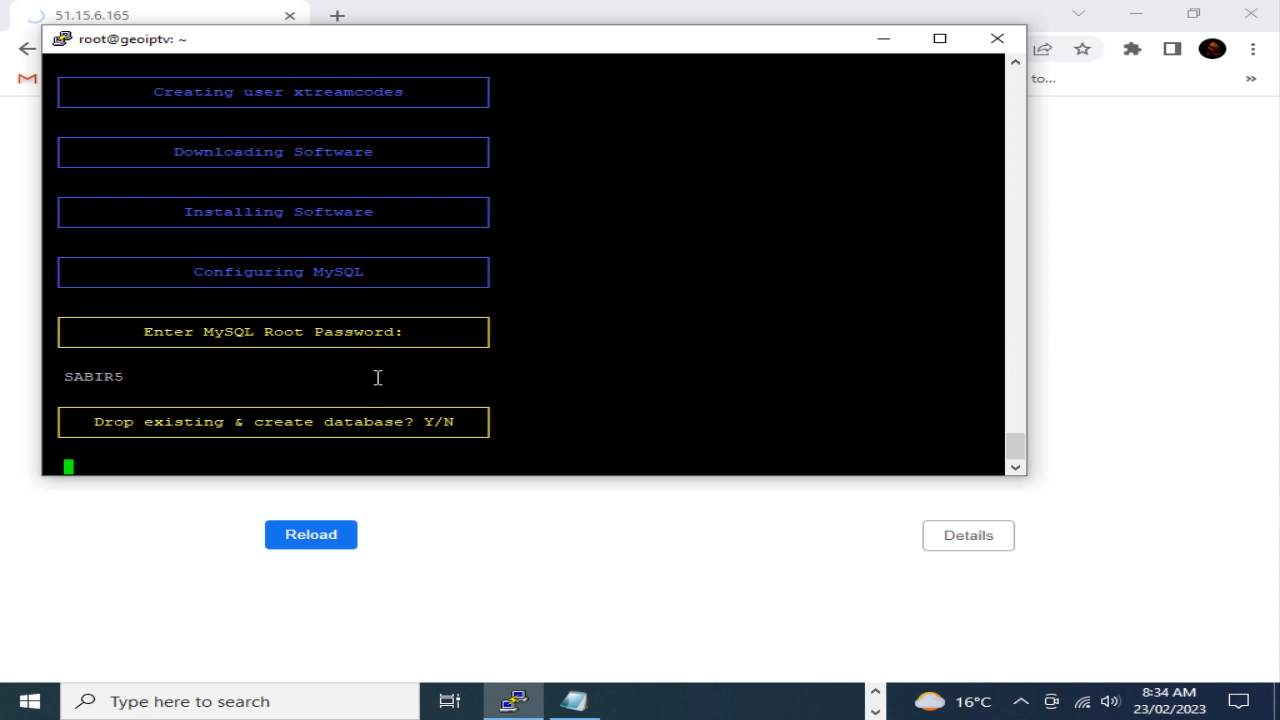 51.15.6.165
root@geoiptv: ~
to...
Creating user xtreamcodes
Downloading Software
Installing Software
Configuring MySQL
Enter MySQL Root Password:
SABIR5
Drop existing & create database? Y/N
Reload
Details
Type here to search
16°C
8:34 AM
23/02/2023